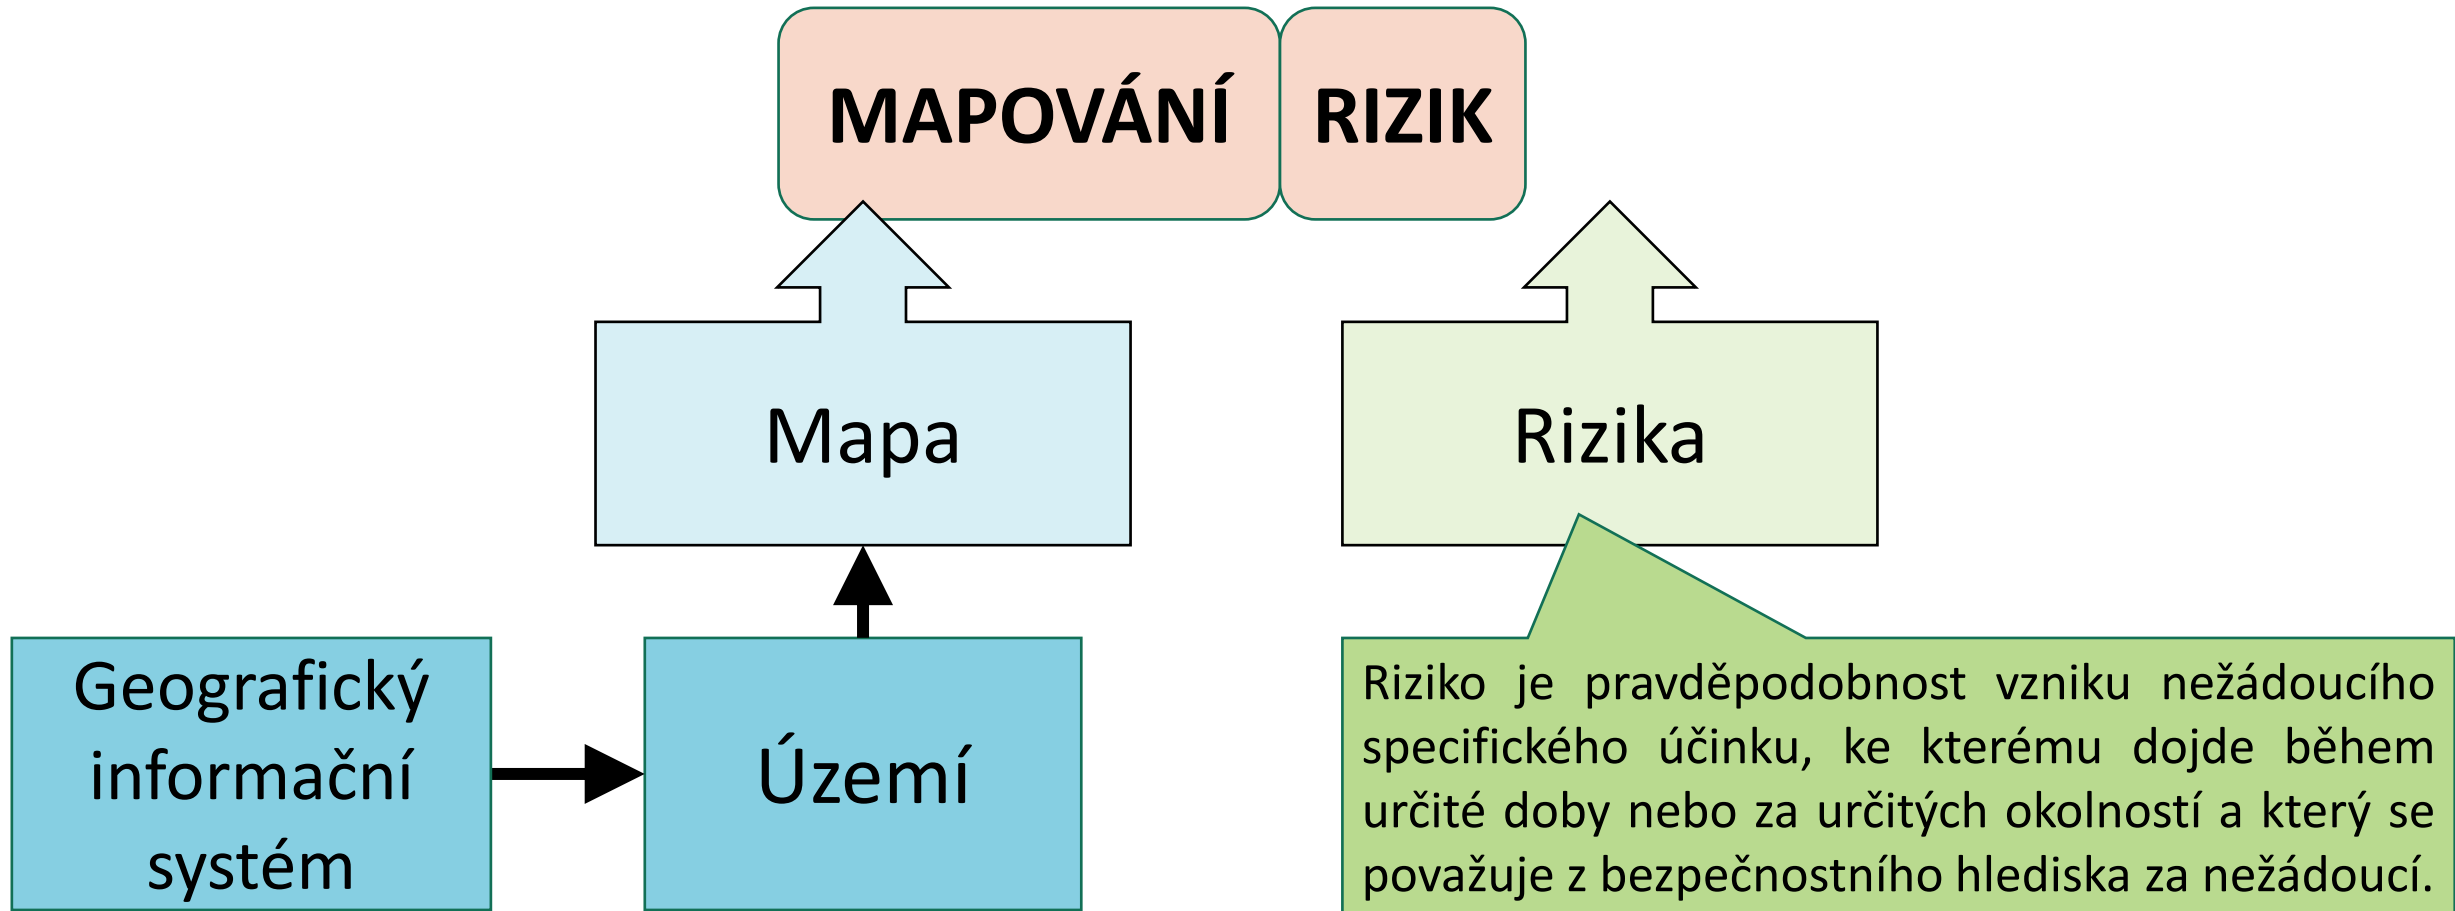 MAPOVÁNÍ RIZIK
Mapa
Rizika
Geografický
informační
systém
Území
Riziko je pravděpodobnost vzniku nežádoucího
specifického účinku, ke kterému dojde během
určité doby nebo za určitých okolností a který se
považuje z bezpečnostního hlediska za nežádoucí.